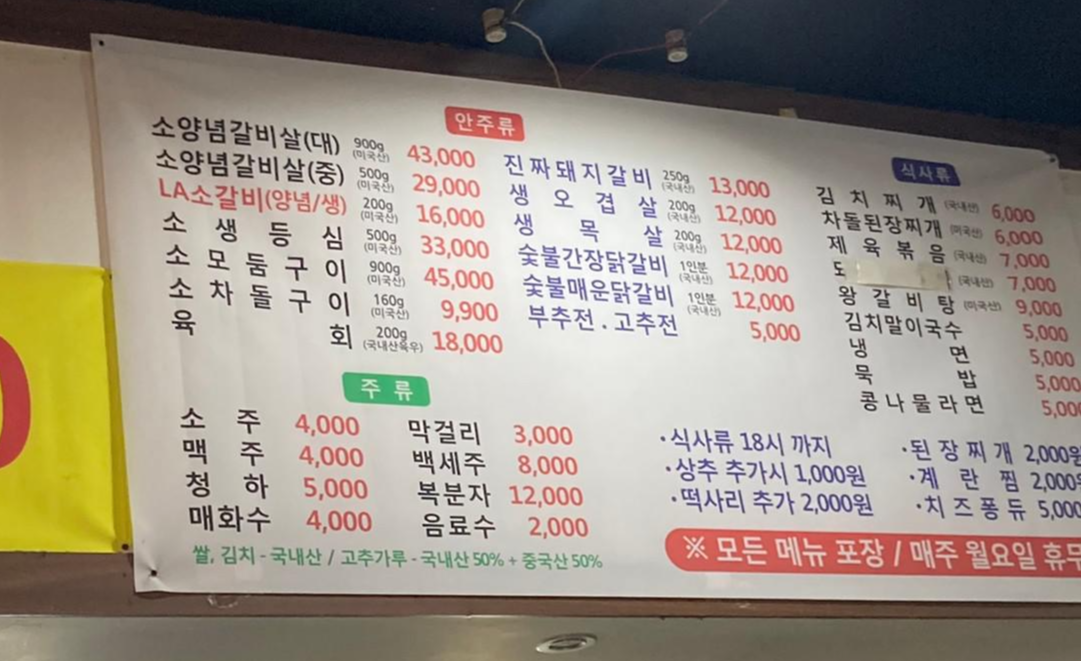 안주류
소양념갈비살(대) 900g (미국산) 43,000
소양념갈비살(중) 500g (미국산) 29,000
LA소갈비(양념/생) 200g (미국산) 16,000
소 생 등 심 500g (미국산) 33,000
소 모 둠 구 이 900g (미국산) 45,000
소 차 돌 구 이 160g (미국산) 9,900
육 회 200g (국내산육우) 18,000
진짜돼지갈비 250g (국내산) 13,000
생 오 겹 살 200g (국내산) 12,000
생 목 살 200g (국내산) 12,000
숯불간장닭갈비 1인분 (국내산) 12,000
숯불매운닭갈비 1인분 (국내산) 12,000
부추전 . 고추전 5,000
식사류
김 치 찌 개 (국내산) 6,000
차돌된장찌개 (미국산) 6,000
제 육 볶 음 (국내산) 7,000
(국내산) 7,000
왕 갈 비 탕 (미국산) 9,000
김치말이국수 5,000
냉 면 5,000
묵 밥 5,000
콩나물라면 5,000
주 류
소 주 4,000
맥 주 4,000
청 하 5,000
매화수 4,000
막걸리 3,000
백세주 8,000
복분자 12,000
음료수 2,000
쌀, 김치 - 국내산 / 고추가루 - 국내산 50% + 중국산 50%
·식사류 18시 까지
·상추 추가시 1,000원
·떡사리 추가 2,000원
·된 장 찌 개 2,000원
·계 란 찜 2,000
·치 즈 퐁 듀 5,000
※ 모든 메뉴 포장 / 매주 월요일 휴무